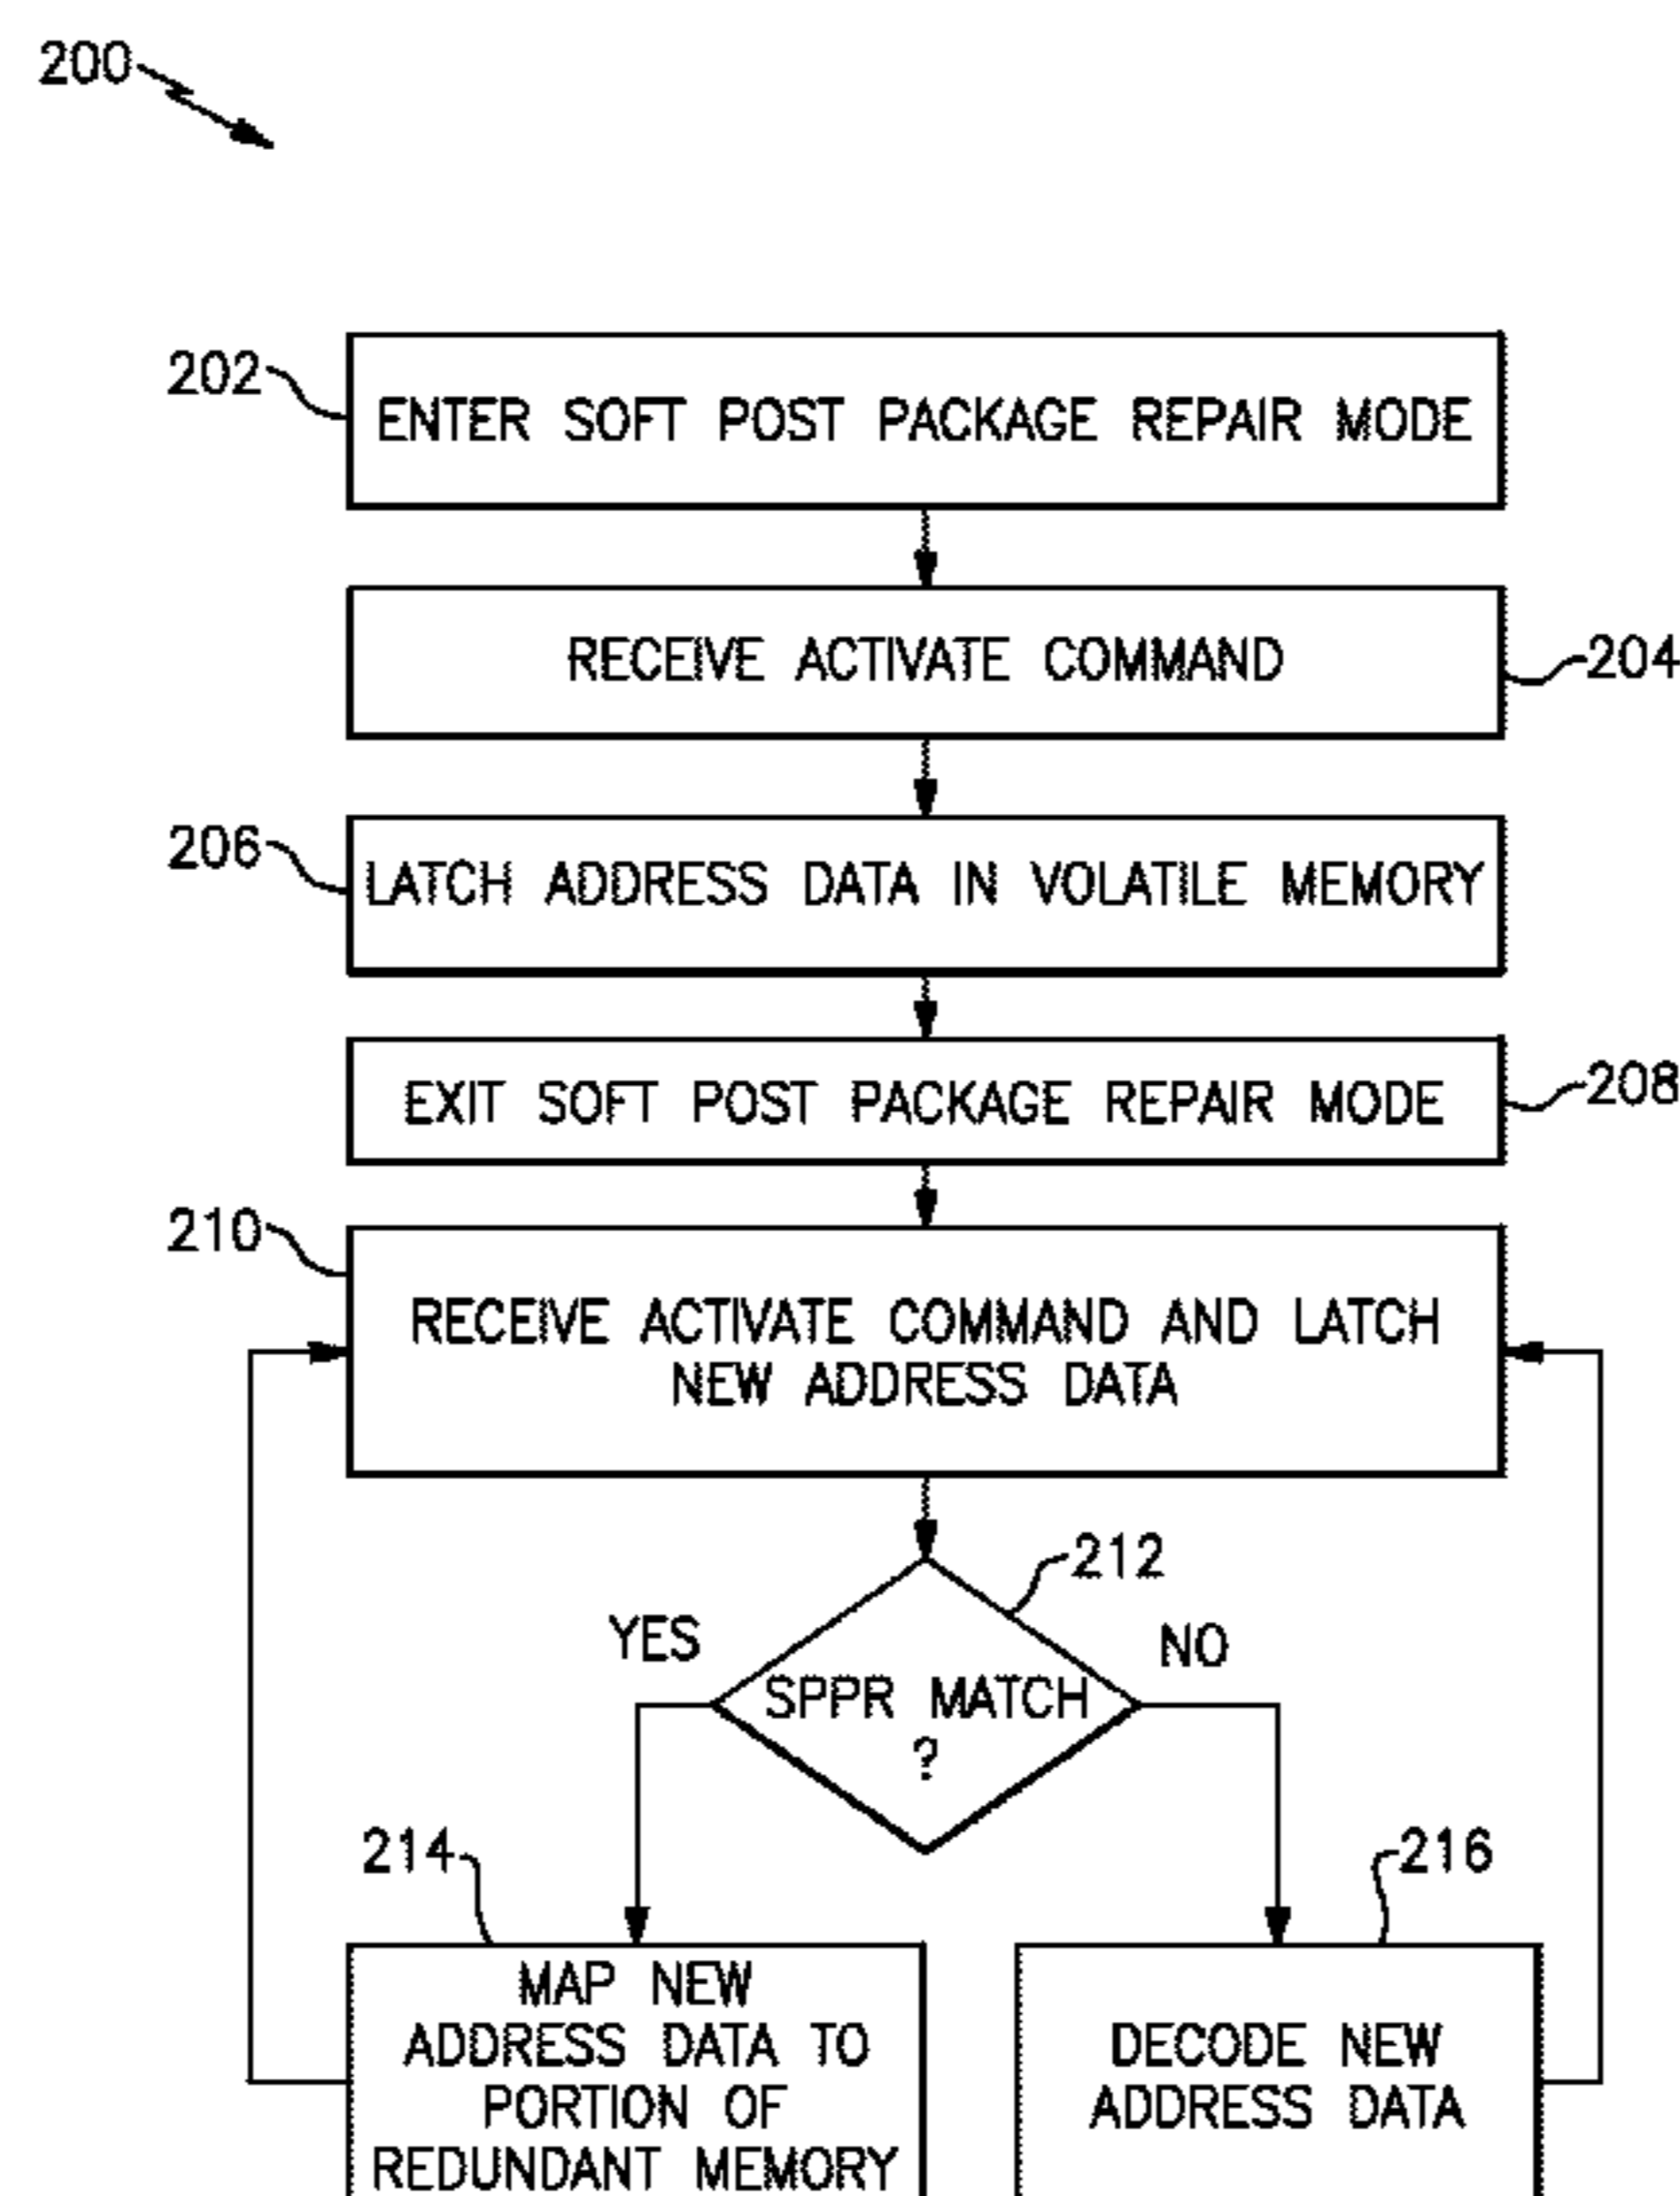 200
202
ENTER SOFT POST PACKAGE REPAIR MODE
RECEIVE ACTIVATE COMMAND
204
206
LATCH ADDRESS DATA IN VOLATILE MEMORY
EXIT SOFT POST PACKAGE REPAIR MODE
208
210
RECEIVE ACTIVATE COMMAND AND LATCH
NEW ADDRESS DATA
212
YES
NO
SPPR MATCH
?
214
216
MAP NEW
ADDRESS DATA TO
PORTION OF
REDUNDANT MEMORY
DECODE NEW
ADDRESS DATA